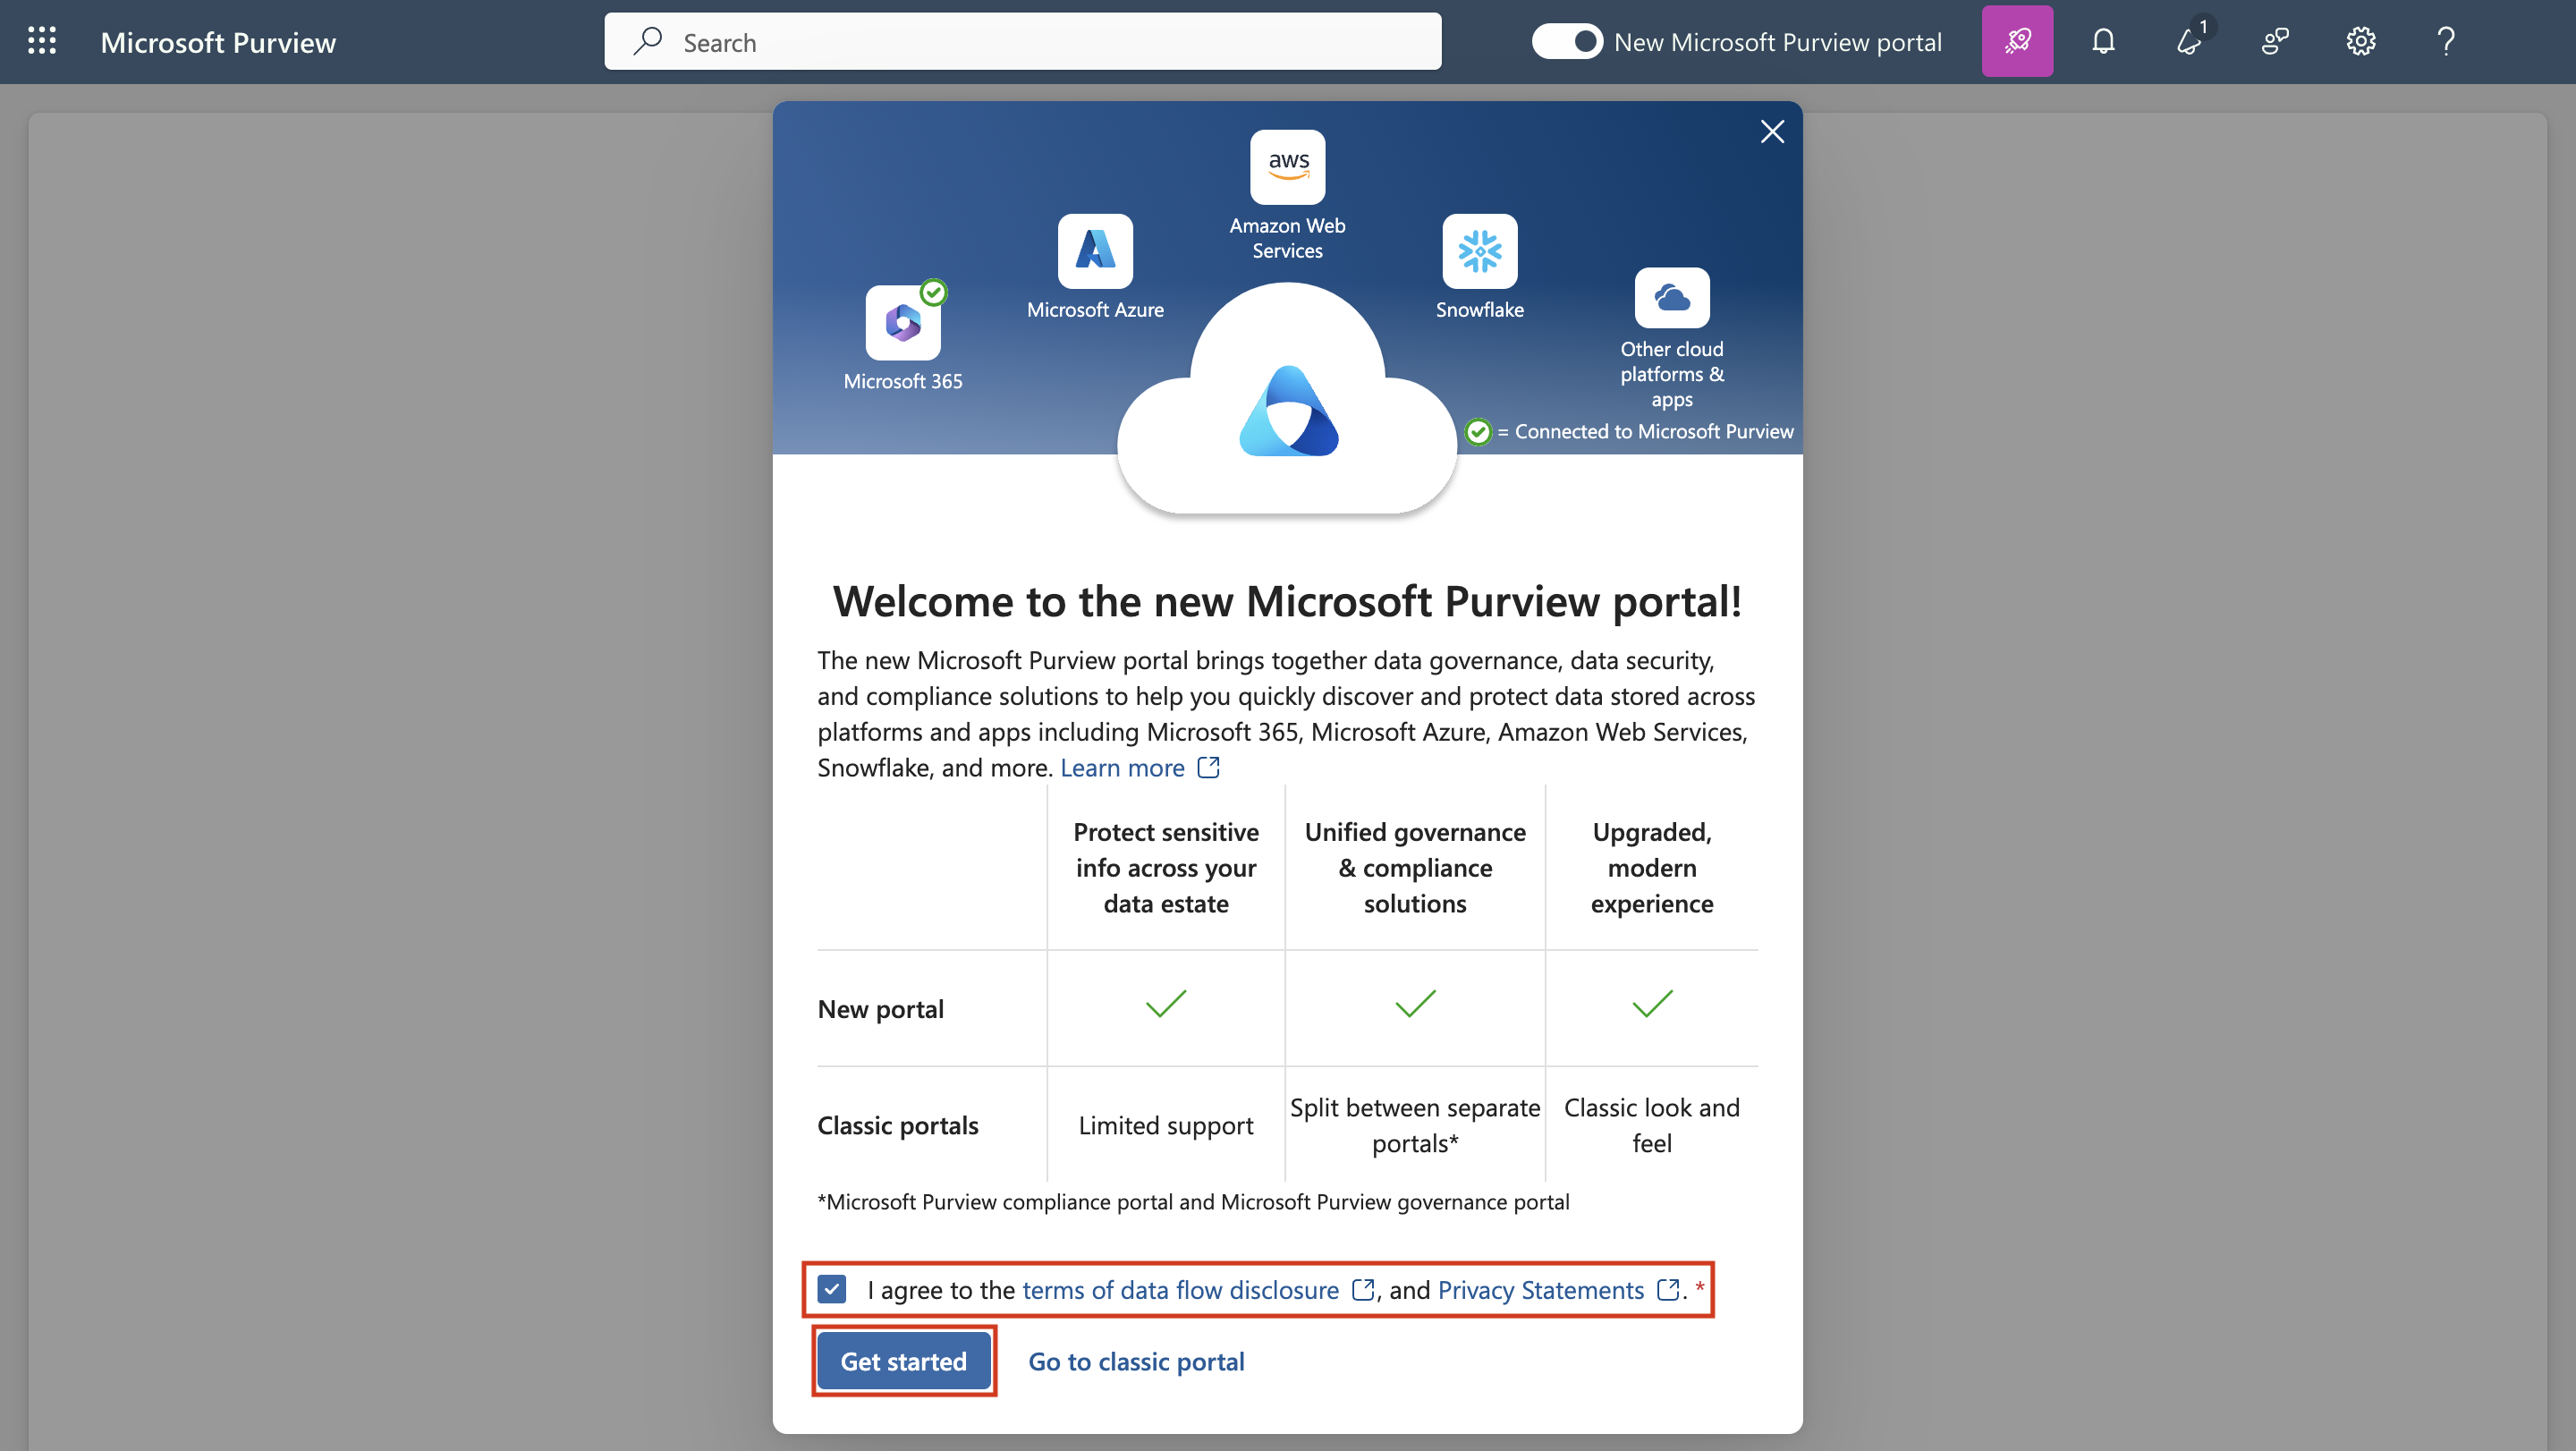 Microsoft Purview
Search
New Microsoft Purview portal
1
aws
Amazon Web
Services
Microsoft Azure
Snowflake
Microsoft 365
Other cloud
platforms &
apps
= Connected to Microsoft Purview
Welcome to the new Microsoft Purview portal!
The new Microsoft Purview portal brings together data governance, data security,
and compliance solutions to help you quickly discover and protect data stored across
platforms and apps including Microsoft 365, Microsoft Azure, Amazon Web Services,
Snowflake, and more. Learn more
Protect sensitive
info across your
data estate
Unified governance
& compliance
solutions
Upgraded,
modern
experience
New portal
Classic portals
Limited support
Split between separate
portals*
Classic look and
feel
*Microsoft Purview compliance portal and Microsoft Purview governance portal
I agree to the terms of data flow disclosure , and Privacy Statements . *
Get started
Go to classic portal